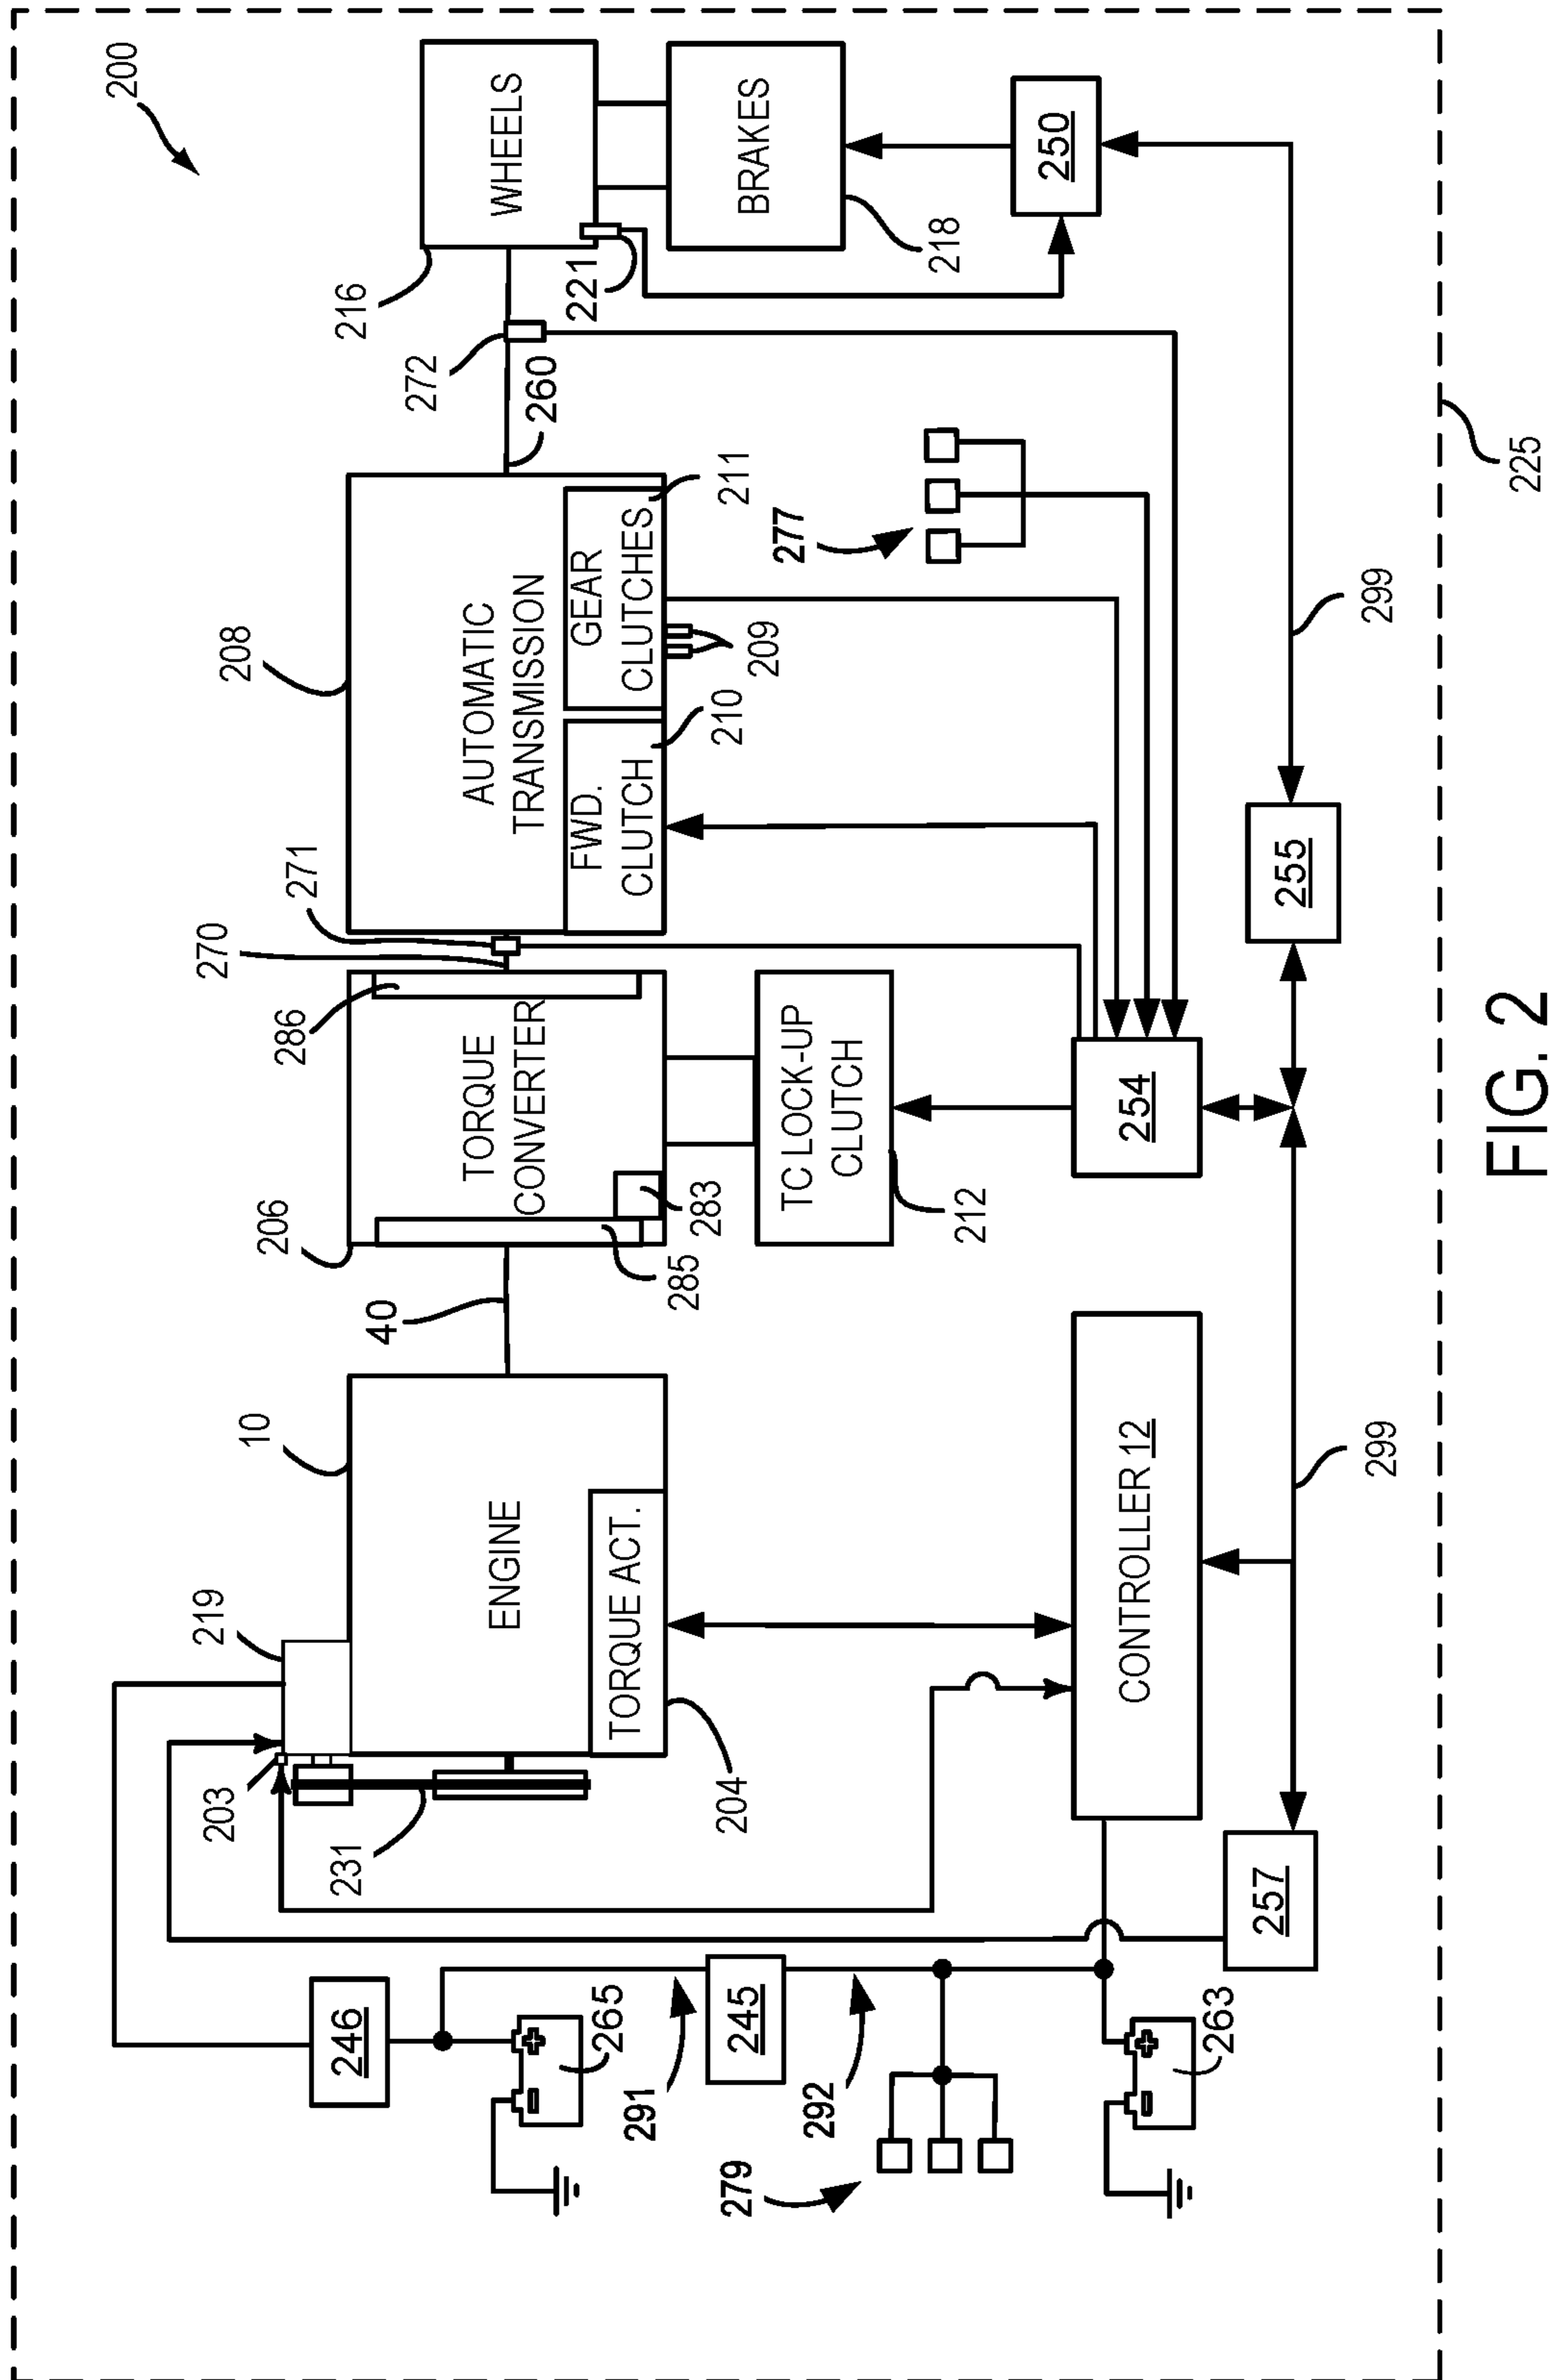 200
219
10
206
286
270
271
208
216
272
260
221
WHEELS
203
231
ENGINE
40
TORQUE
CONVERTER
AUTOMATIC
TRANSMISSION
246
265
TORQUE ACT.
204
285
283
FWD.
CLUTCH
210
GEAR
CLUTCHES
211
209
BRAKES
218
291
245
292
279
TC LOCK-UP
CLUTCH
212
277
250
263
CONTROLLER 12
254
257
255
299
299
225
FIG. 2